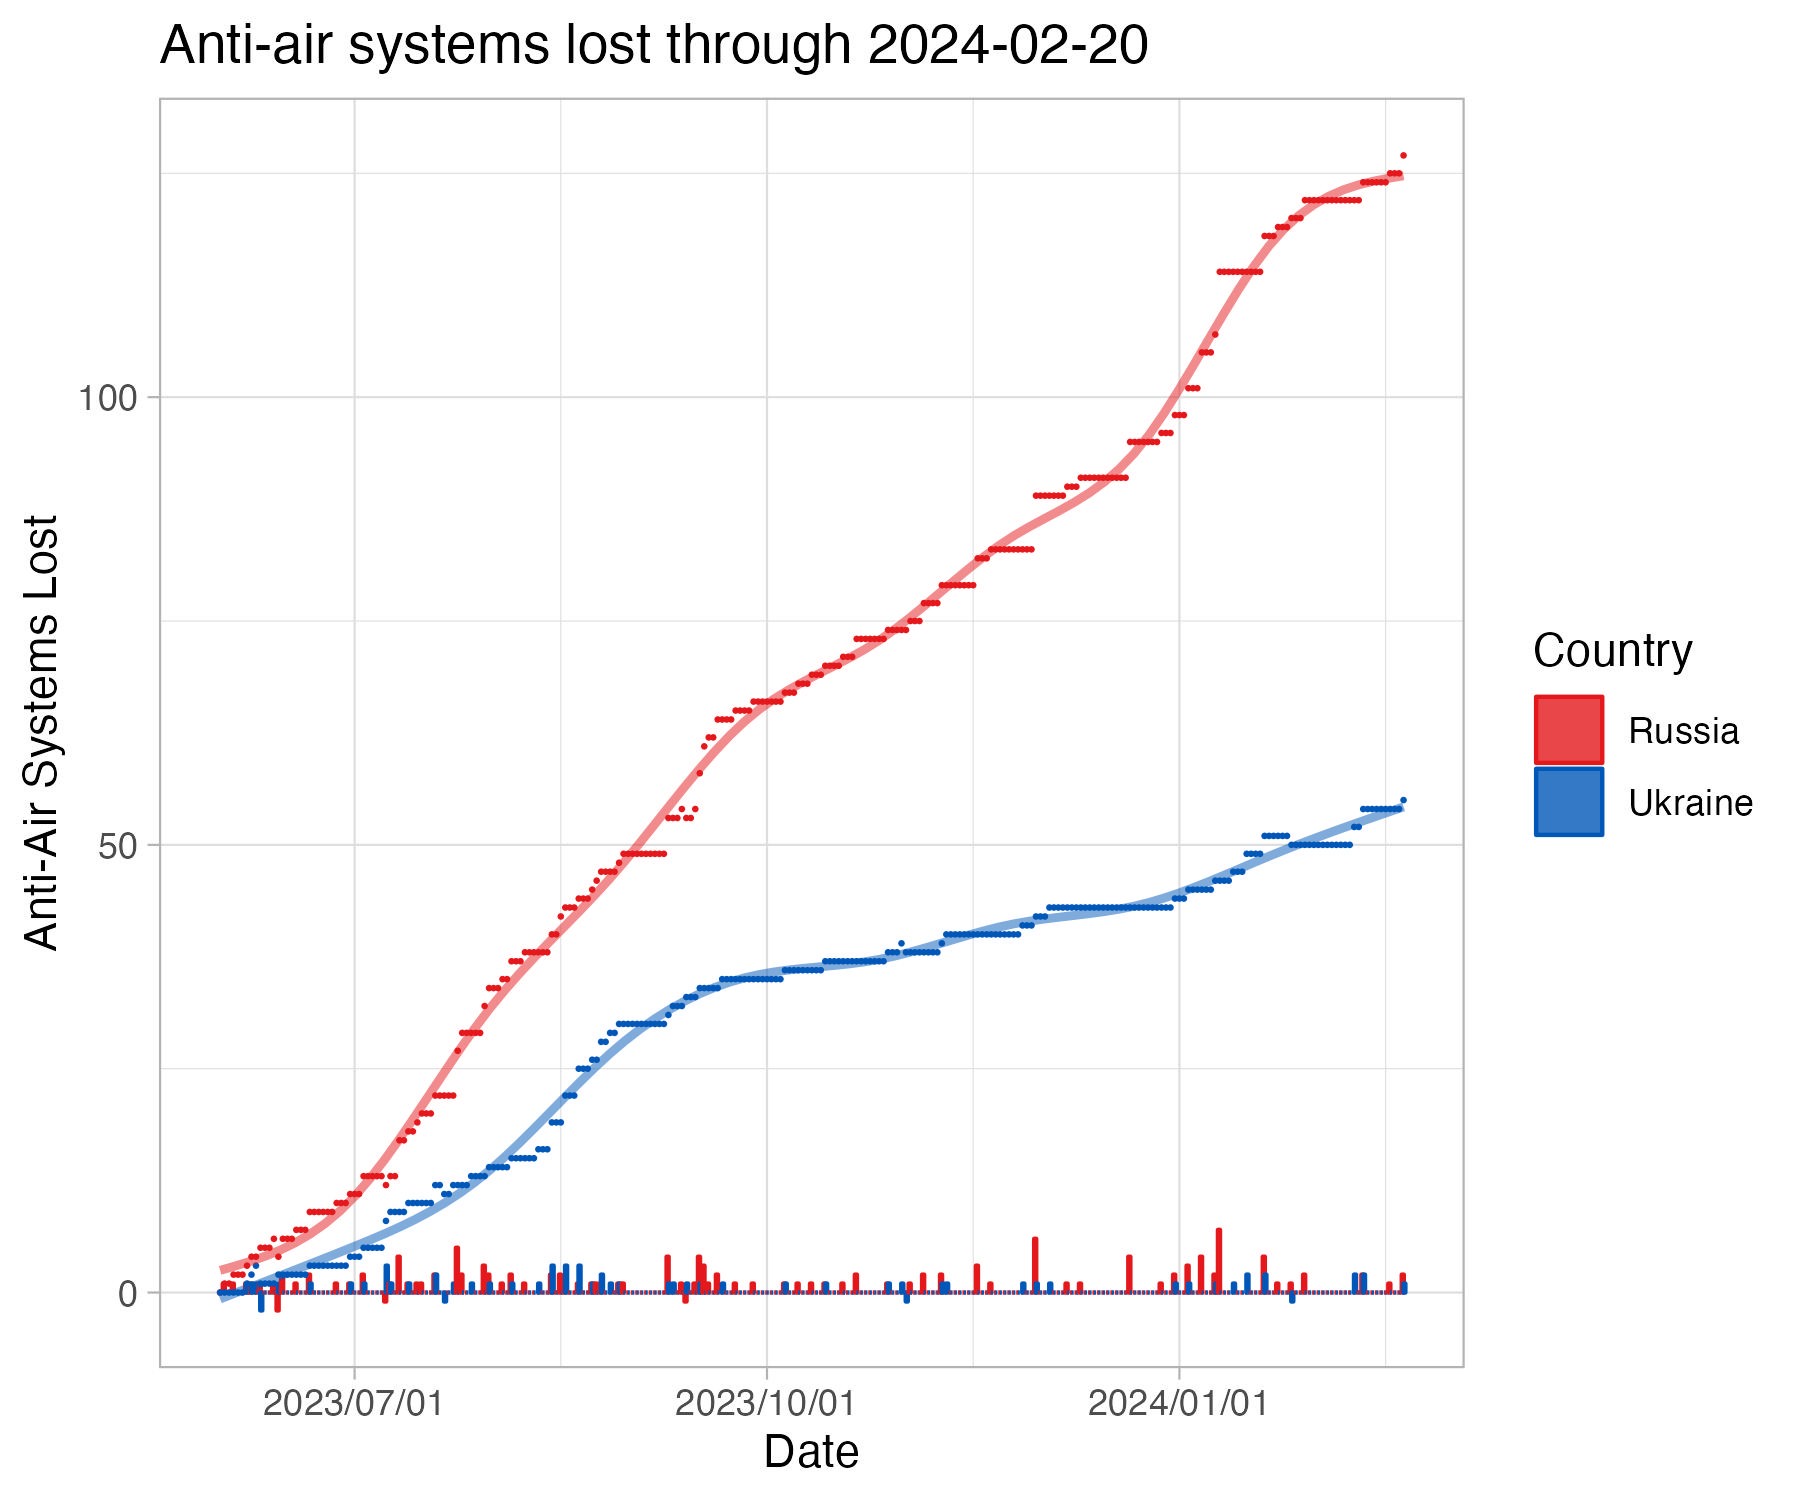 Anti-air systems lost through 2024-02-20
Anti-Air Systems Lost
100
50
0
2023/07/01
2023/10/01
2024/01/01
Date
Country
Russia
Ukraine